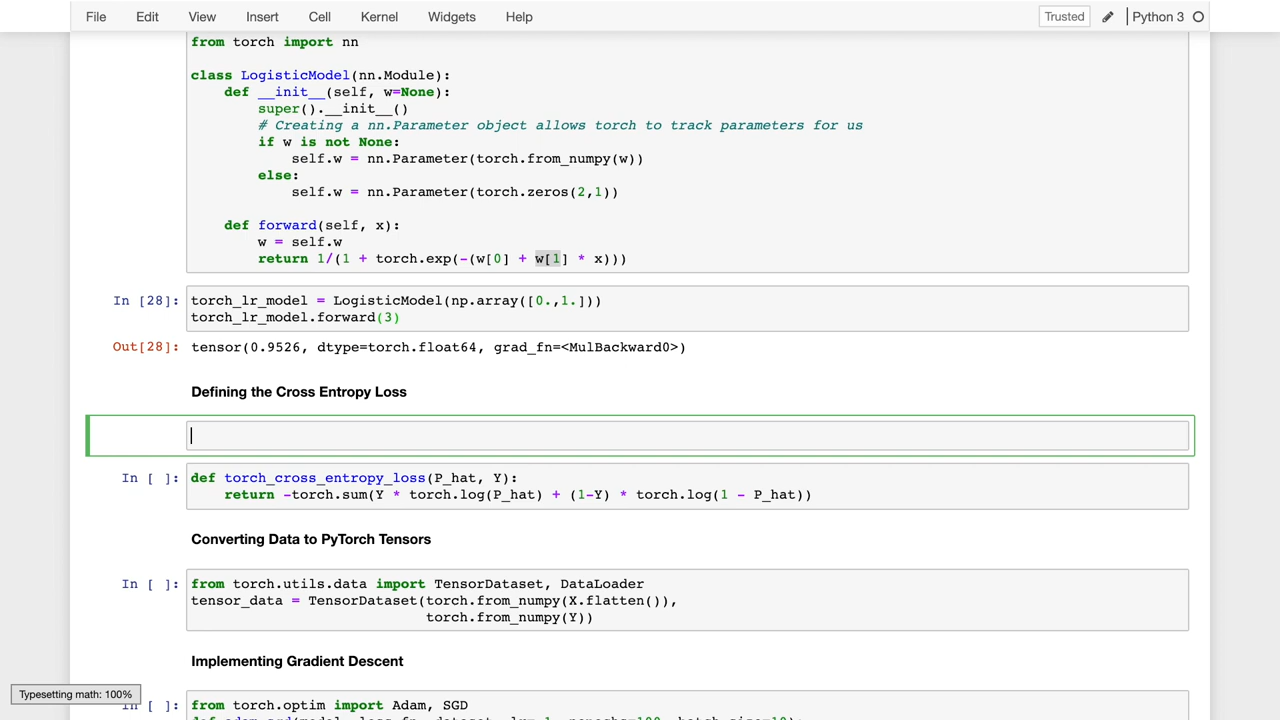 File Edit View Insert Cell Kernel Widgets Help Trusted Python 3
from torch import nn
class LogisticModel(nn.Module):
    def __init__(self, w=None):
        super().__init__()
        # Creating a nn.Parameter object allows torch to track parameters for us
        if w is not None:
            self.w = nn.Parameter(torch.from_numpy(w))
        else:
            self.w = nn.Parameter(torch.zeros(2,1))
    def forward(self, x):
        w = self.w
        return 1/(1 + torch.exp(-(w[0] + w[1] * x)))
In [28]: torch_lr_model = LogisticModel(np.array([0.,1.]))
torch_lr_model.forward(3)
Out[28]: tensor(0.9526, dtype=torch.float64, grad_fn=<MulBackward0>)
Defining the Cross Entropy Loss
In [ ]: def torch_cross_entropy_loss(P_hat, Y):
    return -torch.sum(Y * torch.log(P_hat) + (1-Y) * torch.log(1 - P_hat))
Converting Data to PyTorch Tensors
In [ ]: from torch.utils.data import TensorDataset, DataLoader
tensor_data = TensorDataset(torch.from_numpy(X.flatten()),
                            torch.from_numpy(Y))
Implementing Gradient Descent
Typesetting math: 100%
In [ ]: from torch.optim import Adam, SGD